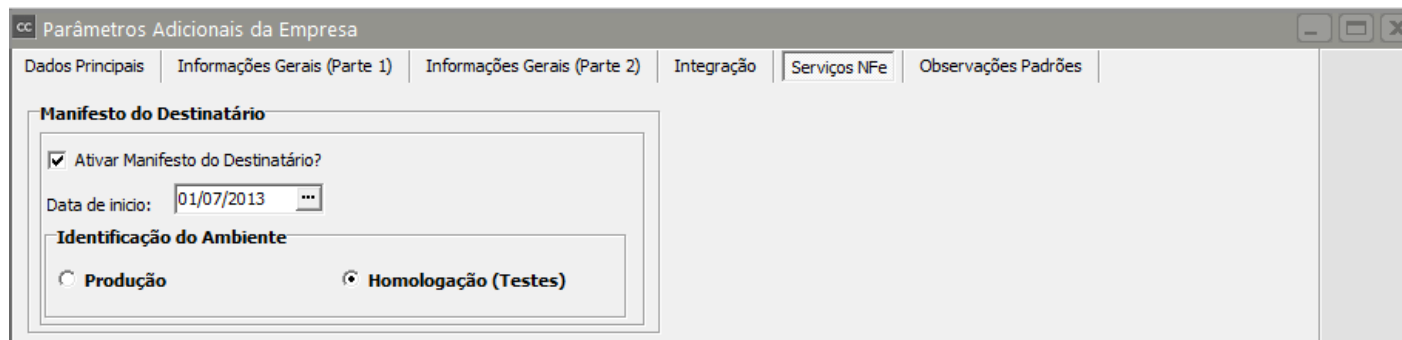 cc Parâmetros Adicionais da Empresa
Dados Principais Informações Gerais (Parte 1) Informações Gerais (Parte 2) Integração Serviços NFe Observações Padrões
Manifesto do Destinatário
Ativar Manifesto do Destinatário?
Data de inicio: 01/07/2013 ...
Identificação do Ambiente
Produção Homologação (Testes)